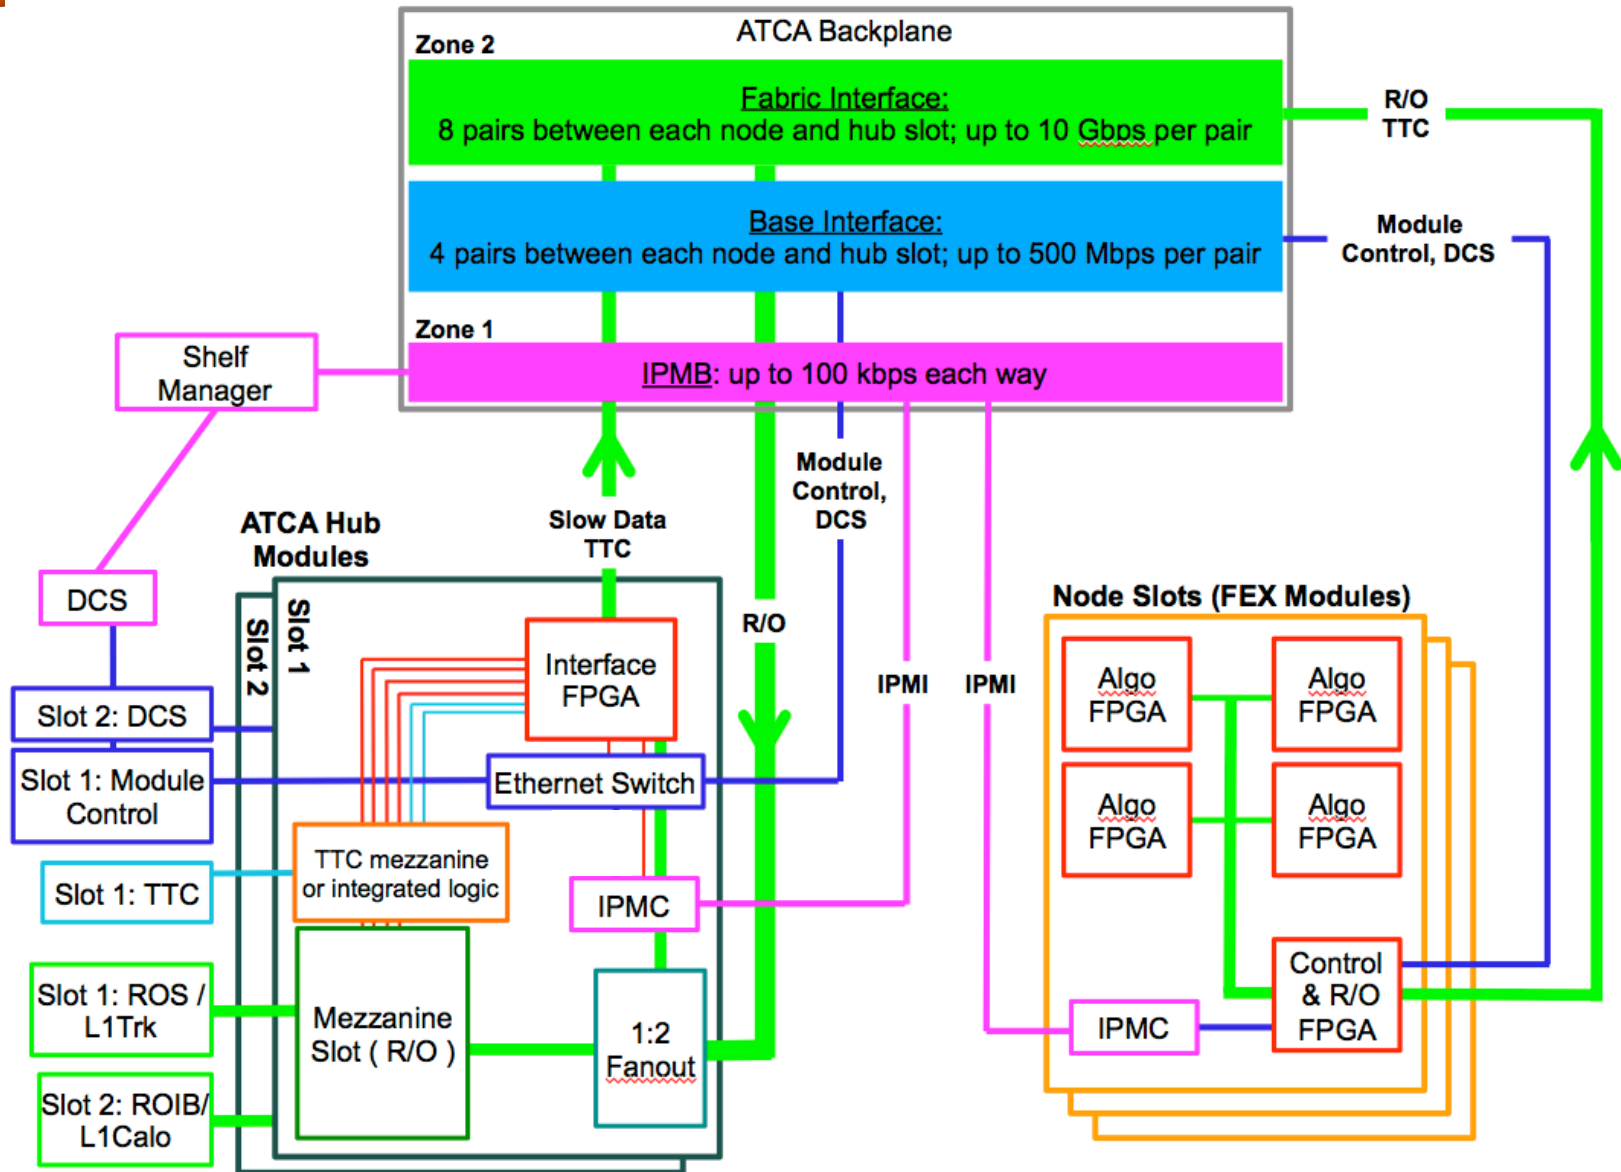 ATCA Backplane
Zone 2
Fabric Interface:
8 pairs between each node and hub slot; up to 10 Gbps per pair
R/O
TTC
Base Interface:
4 pairs between each node and hub slot; up to 500 Mbps per pair
Module
Control, DCS
Zone 1
IPMB: up to 100 kbps each way
Shelf
Manager
Module
Control,
DCS
Slow Data
TTC
ATCA Hub
Modules
DCS
Slot 1
Slot 2
R/O
Interface
FPGA
IPMI
IPMI
Node Slots (FEX Modules)
Algo
FPGA
Algo
FPGA
Algo
FPGA
Algo
FPGA
Slot 2: DCS
Slot 1: Module
Control
Ethernet Switch
TTC mezzanine
or integrated logic
Slot 1: TTC
IPMC
Slot 1: ROS /
L1Trk
Mezzanine
Slot ( R/O )
1:2
Fanout
Control
& R/O
FPGA
IPMC
Slot 2: ROIB/
L1Calo